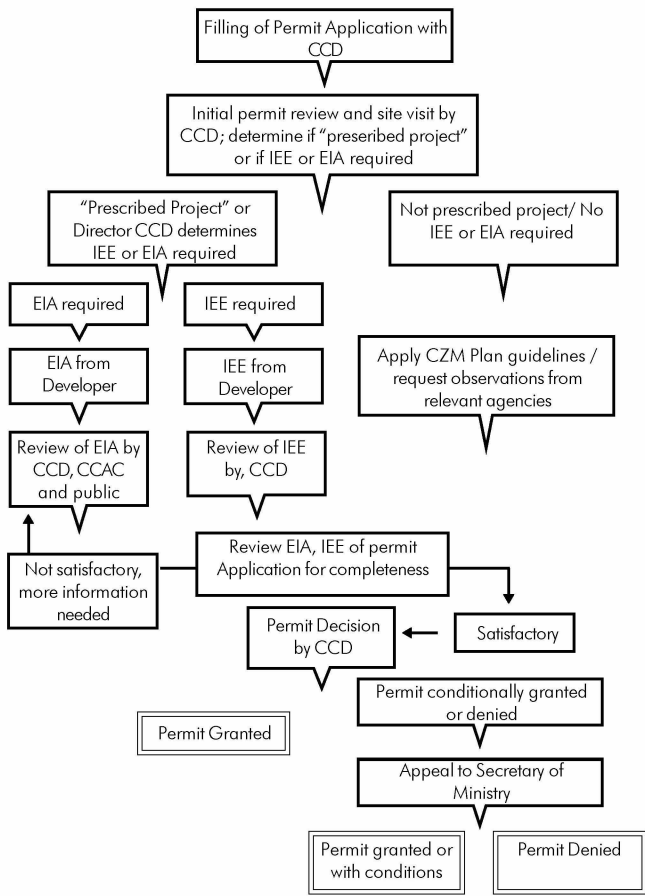 Filling of Permit Application with
CCD
Initial permit review and site visit by
CCD; determine if “preseribed project”
or if IEE or EIA required
“Prescribed Project” or
Director CCD determines
IEE or EIA required
Not prescribed project/ No
IEE or EIA required
EIA required
IEE required
EIA from
Developer
IEE from
Developer
Apply CZM Plan guidelines /
request observations from
relevant agencies
Review of EIA by
CCD, CCAC
and public
Review of IEE
by, CCD
Not satisfactory,
more information
needed
Review EIA, IEE of permit
Application for completeness
Permit Decision
by CCD
Satisfactory
Permit conditionally granted
or denied
Permit Granted
Appeal to Secretary of
Ministry
Permit granted or
with conditions
Permit Denied